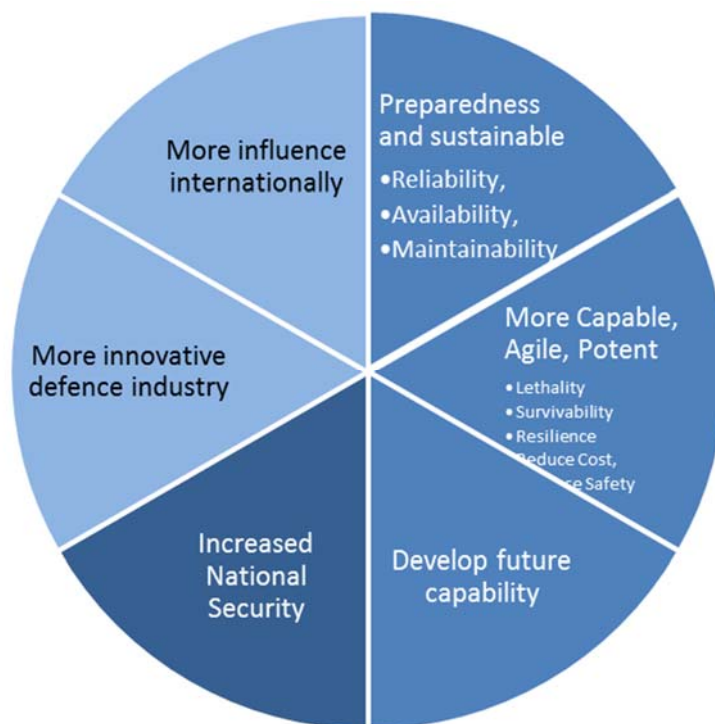 Preparedness
and sustainable
•Reliability,
•Availability,
•Maintainability
More Capable,
Agile, Potent
•Lethality
•Survivability
•Resilience
Reduce Cost,
Safety
Develop future
capability
Increased
National
Security
More innovative
defence industry
More influence
internationally